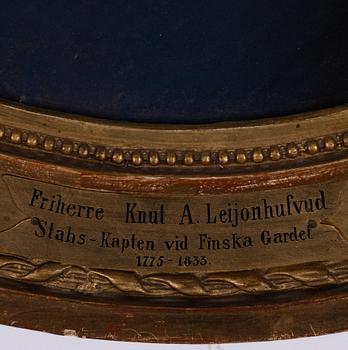 Friherre Knut A. Leijonhufvud
Stabs-Kapten vid Finska Gardet
1775-1833.